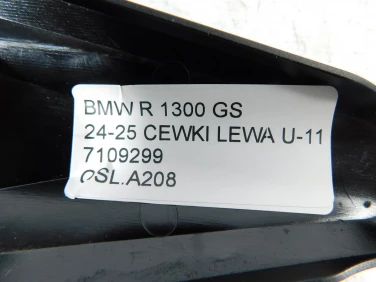 BMW R 1300 GS
24-25 CEWKI LEWA U-11
7109299
OSL.A208